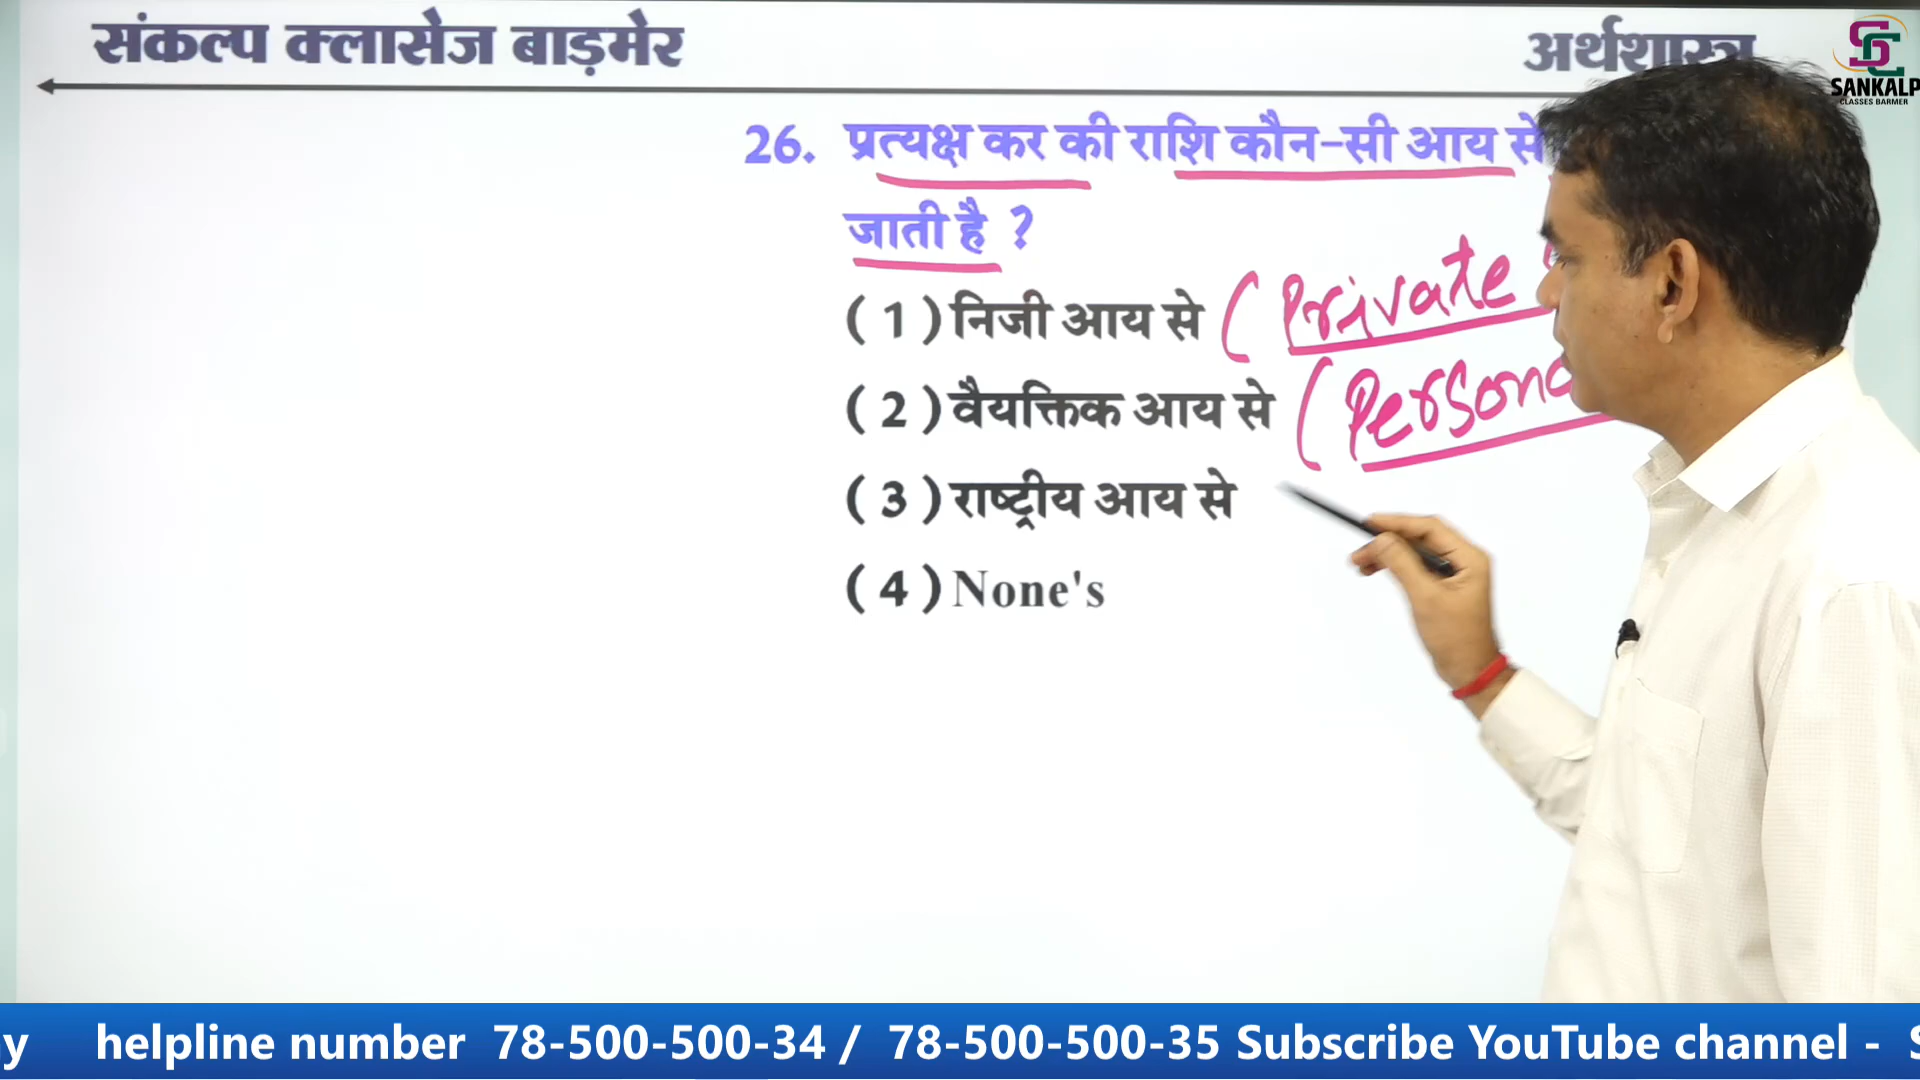 संकल्प क्लासेज बाड़मेर
अर्थशास्त्र
SANKALP
CLASSES BARMER
26. प्रत्यक्ष कर की राशि कौन-सी आय से
जाती है ?
( 1 ) निजी आय से ( Private
( 2 ) वैयक्तिक आय से (
( 3 ) राष्ट्रीय आय से
( 4 ) None's
helpline number 78-500-500-34 / 78-500-500-35 Subscribe YouTube channel -